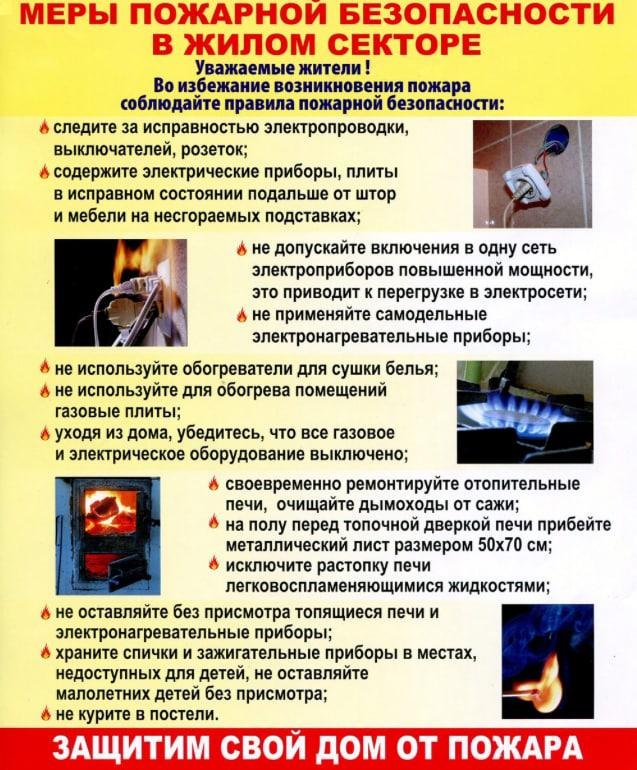 МЕРЫ ПОЖАРНОЙ БЕЗОПАСНОСТИ
В ЖИЛОМ СЕКТОРЕ
Уважаемые жители !
Во избежание возникновения пожара
соблюдайте правила пожарной безопасности:
следите за исправностью электропроводки,
выключателей, розеток;
содержите электрические приборы, плиты
в исправном состоянии подальше от штор
и мебели на несгораемых подставках;
не допускайте включения в одну сеть
электроприборов повышенной мощности,
это приводит к перегрузке в электросети;
не применяйте самодельные
электронагревательные приборы;
не используйте обогреватели для сушки белья;
не используйте для обогрева помещений
газовые плиты;
уходя из дома, убедитесь, что все газовое
и электрическое оборудование выключено;
своевременно ремонтируйте отопительные
печи, очищайте дымоходы от сажи;
на полу перед топочной дверкой печи прибейте
металлический лист размером 50х70 см;
исключите растопку печи
легковоспламеняющимися жидкостями;
не оставляйте без присмотра топящиеся печи и
электронагревательные приборы;
храните спички и зажигательные приборы в местах,
недоступных для детей, не оставляйте
малолетних детей без присмотра;
не курите в постели.
ЗАЩИТИМ СВОЙ ДОМ ОТ ПОЖАРА